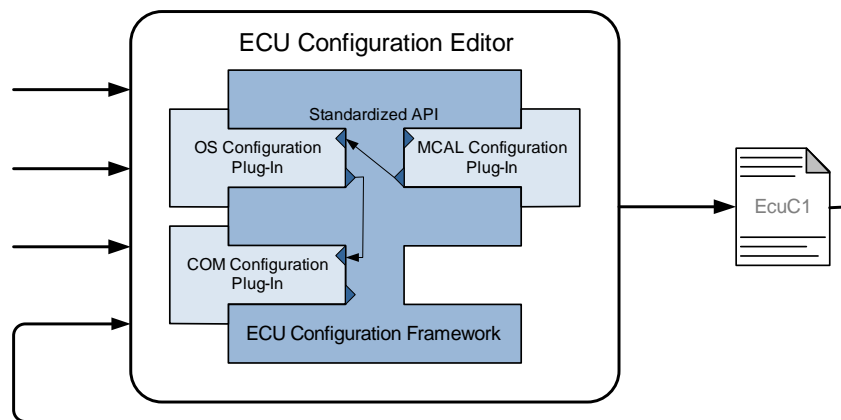 ECU Configuration Editor
Standardized API
OS Configuration
Plug-In
MCAL Configuration
Plug-In
COM Configuration
Plug-In
ECU Configuration Framework
EcuC1